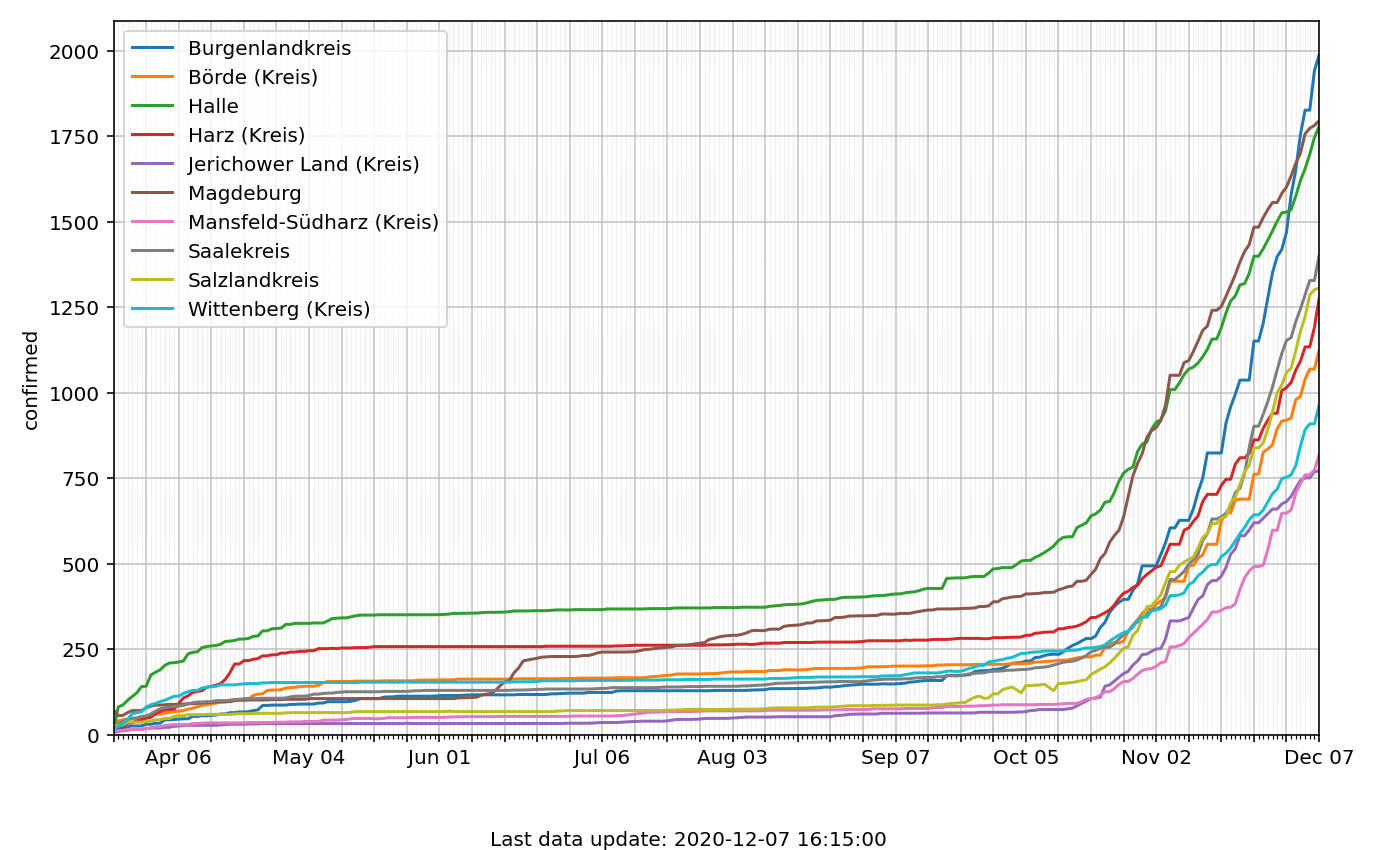 confirmed
2000
1750
1500
1250
1000
750
500
250
0
Burgenlandkreis
Börde (Kreis)
Halle
Harz (Kreis)
Jerichower Land (Kreis)
Magdeburg
Mansfeld-Südharz (Kreis)
Saalekreis
Salzlandkreis
Wittenberg (Kreis)
Apr 06 May 04 Jun 01 Jul 06 Aug 03 Sep 07 Oct 05 Nov 02 Dec 07
Last data update: 2020-12-07 16:15:00